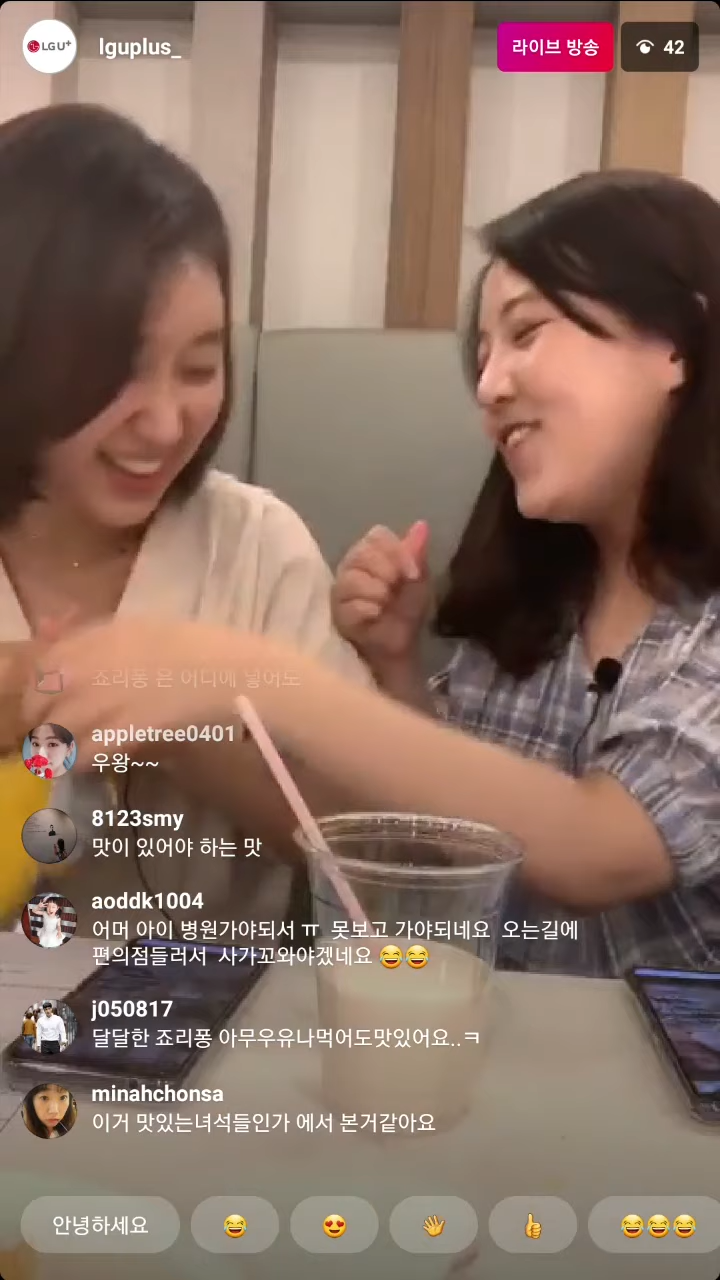 LG U+
lguplus_
라이브 방송
42
죠리퐁 은 어디에 넣어도
appletree0401
우왕~~
8123smy
맛이 있어야 하는 맛
aoddk1004
어머 아이 병원가야되서 ㅠ 못보고 가야되네요 오는길에
편의점들러서 사가꼬와야겠네요 😂😂
j050817
달달한 죠리퐁 아무우유나먹어도맛있어요..ㅋ
minahchonsa
이거 맛있는녀석들인가 에서 본거같아요
안녕하세요 😂 😍 👋 👍 😂😂😂